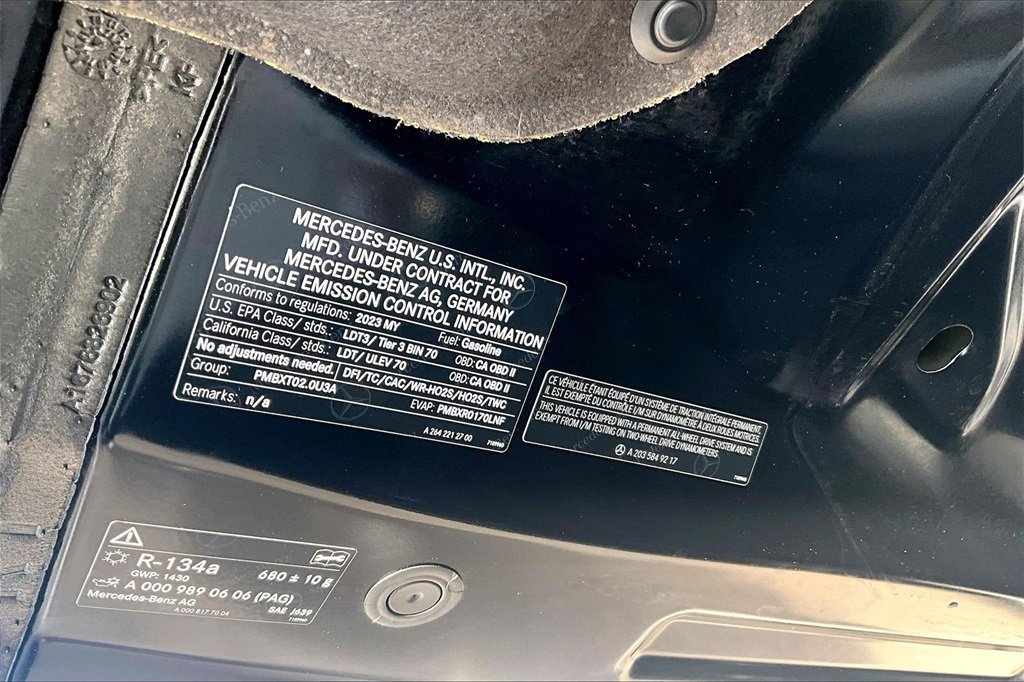 MERCEDES-BENZ U.S. INTL., INC.
MFD. UNDER CONTRACT FOR
MERCEDES-BENZ AG, GERMANY
VEHICLE EMISSION CONTROL INFORMATION
Conforms to regulations: 2023 MY Fuel: Gasoline
U.S. EPA Class/ stds.: LDT3/ Tier 3 BIN 70 OBD: CA OBD II
California Class/ stds.: LDT/ ULEV 70 OBD: CA OBD II
No adjustments needed. DFI/TC/CAC/WR-HO2S/HO2S/TWC
Group: PMBXT02.0U3A EVAP: PMBXR0170LNF
Remarks: n/a
A 264 221 27 00
CE VÉHICULE ÉTANT ÉQUIPÉ D'UN SYSTÈME DE TRACTION INTÉGRALE PERMANENT,
IL EST EXEMPTÉ DU CONTRÔLE I/M SUR DYNAMOMÈTRE À DEUX ROUES MOTRICES.
THIS VEHICLE IS EQUIPPED WITH A PERMANENT ALL-WHEEL DRIVE SYSTEM AND IS
EXEMPT FROM I/M TESTING ON TWO-WHEEL DRIVE DYNAMOMETERS
A 203 584 92 17
R-134a 680 ± 10 g
GWP: 1430
A 000 989 06 06 (PAG)
Mercedes-Benz AG SAE J639
A 000 817 70 04